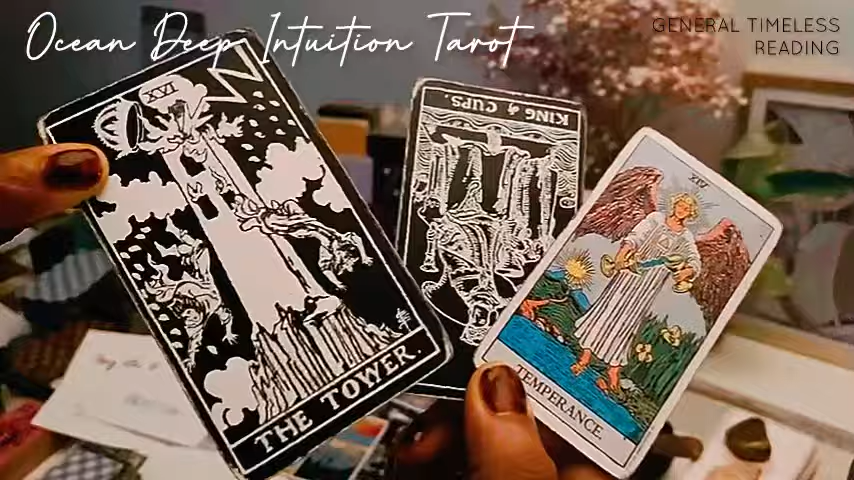 Ocean Deep Intuition Tarot
GENERAL TIMELESS
READING
XVI
THE TOWER.
KING of CUPS.
XIV
TEMPERANCE.